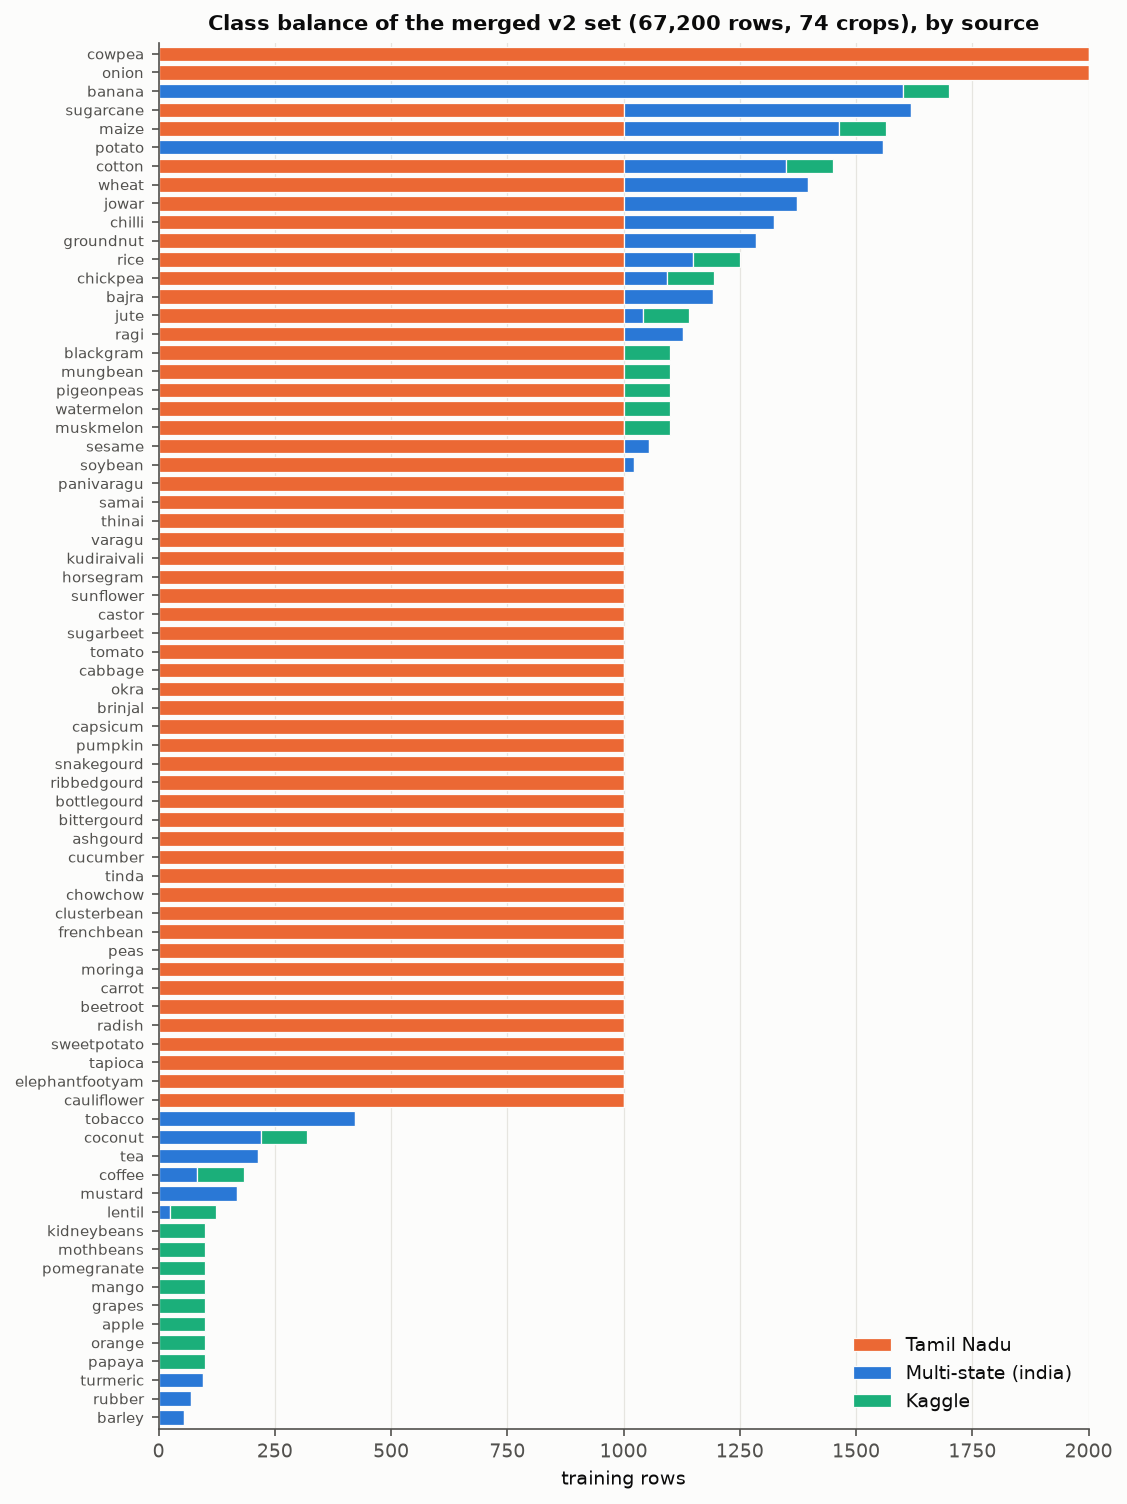 Class balance of the merged v2 set (67,200 rows, 74 crops), by source
cowpea
onion
banana
sugarcane
maize
potato
cotton
wheat
jowar
chilli
groundnut
rice
chickpea
bajra
jute
ragi
blackgram
mungbean
pigeonpeas
watermelon
muskmelon
sesame
soybean
panivaragu
samai
thinai
varagu
kudiraivali
horsegram
sunflower
castor
sugarbeet
tomato
cabbage
okra
brinjal
capsicum
pumpkin
snakegourd
ribbedgourd
bottlegourd
bittergourd
ashgourd
cucumber
tinda
chowchow
clusterbean
frenchbean
peas
moringa
carrot
beetroot
radish
sweetpotato
tapioca
elephantfootyam
cauliflower
tobacco
coconut
tea
coffee
mustard
lentil
kidneybeans
mothbeans
pomegranate
mango
grapes
apple
orange
papaya
turmeric
rubber
barley
Tamil Nadu
Multi-state (india)
Kaggle
0 250 500 750 1000 1250 1500 1750 2000
training rows